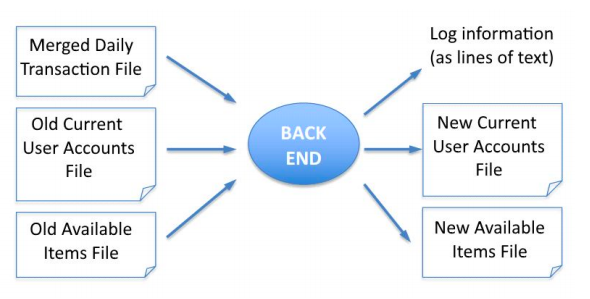 Merged Daily
Transaction File
Old Current
User Accounts
File
Old Available
Items File
BACK
END
Log information
(as lines of text)
New Current
User Accounts
File
New Available
Items File